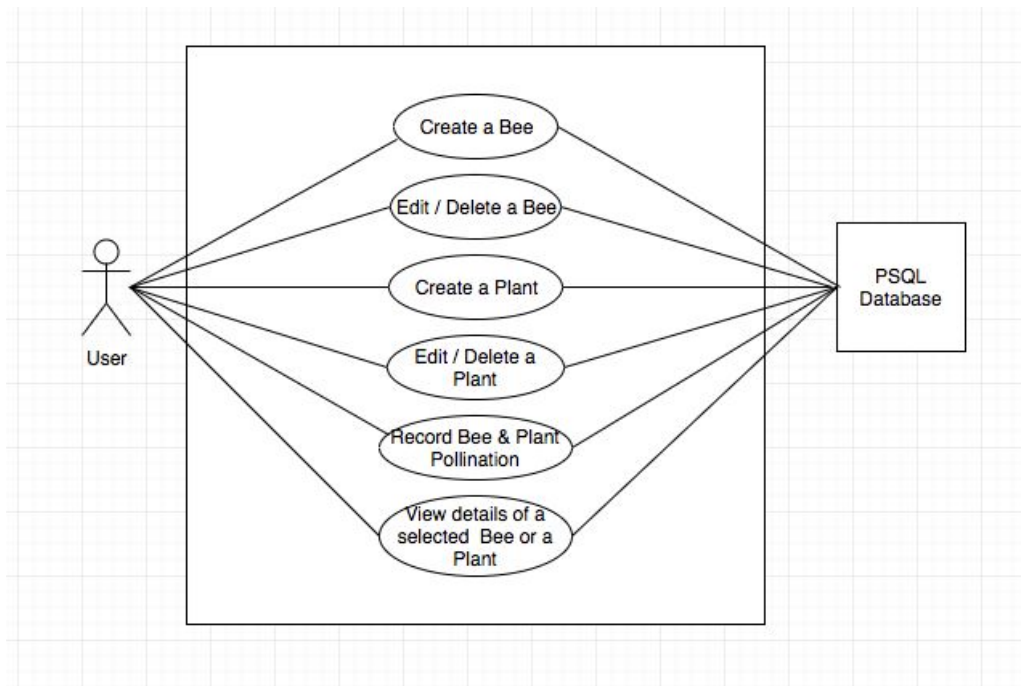 Create a Bee
Edit / Delete a Bee
Create a Plant
Edit / Delete a
Plant
Record Bee & Plant
Pollination
View details of a
selected Bee or a
Plant
User
PSQL
Database